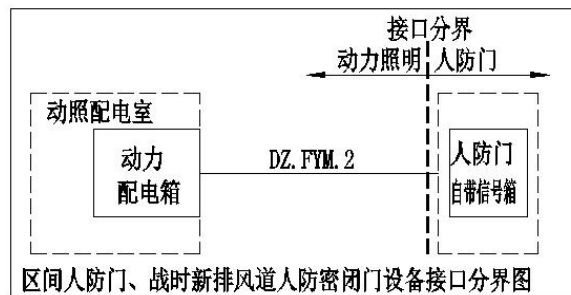 接口分界
动力照明 人防门
动照配电室
动力
配电箱
DZ.FYM.2
人防门
自带信号箱
区间人防门、战时新排风道人防密闭门设备接口分界图